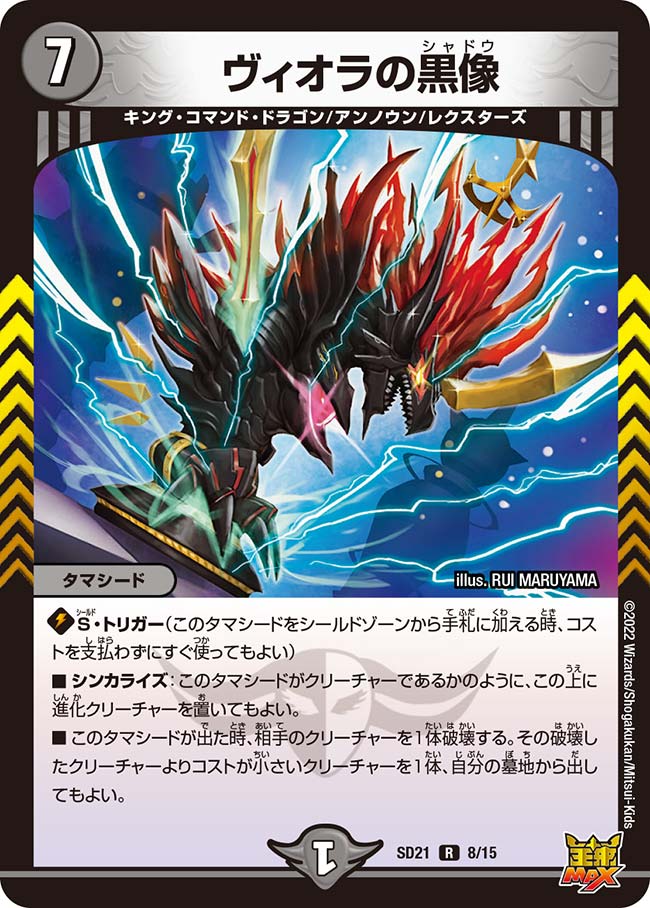 7
シャドウ
ヴィオラの黒像
キング・コマンド・ドラゴン/アンノウン/レクスターズ
タマシード
illus. RUI MARUYAMA
シールド
S・トリガー(このタマシードをシールドゾーンから手札に加える時、コス
トを支払わずにすぐ使ってもよい)
■ シンカライズ：このタマシードがクリーチャーであるかのように、この上に
進化クリーチャーを置いてもよい。
■ このタマシードが出た時、相手のクリーチャーを1体破壊する。その破壊し
たクリーチャーよりコストが小さいクリーチャーを1体、自分の墓地から出し
てもよい。
©2022 Wizards/Shogakukan/Mitsui-Kids
1
SD21 R 8/15
王来
MAX